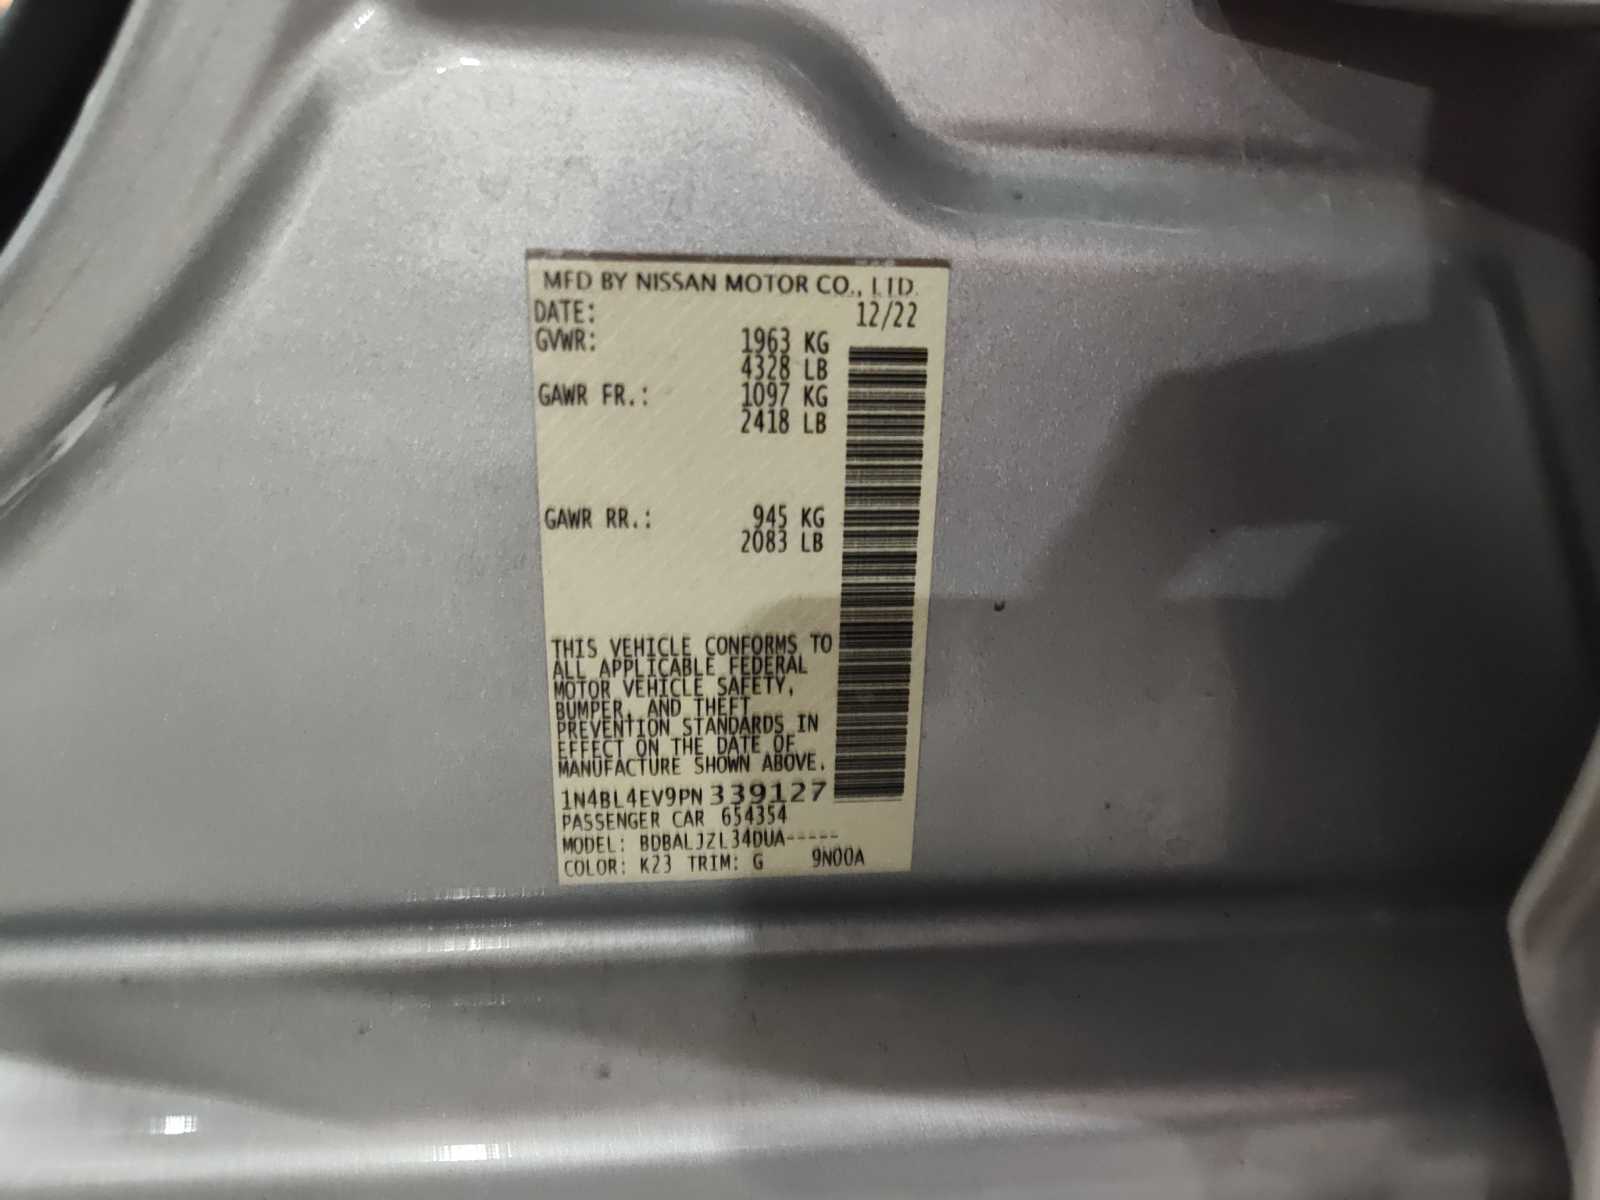 MFD BY NISSAN MOTOR CO., LTD.
DATE: 12/22
GVWR: 1963 KG
4328 LB
GAWR FR.: 1097 KG
2418 LB
GAWR RR.: 945 KG
2083 LB
THIS VEHICLE CONFORMS TO
ALL APPLICABLE FEDERAL
MOTOR VEHICLE SAFETY,
BUMPER, AND THEFT
PREVENTION STANDARDS IN
EFFECT ON THE DATE OF
MANUFACTURE SHOWN ABOVE.
1N4BL4EV9PN339127
PASSENGER CAR 654354
MODEL: BDBALJZL34DUA-----
COLOR: K23 TRIM: G 9N00A